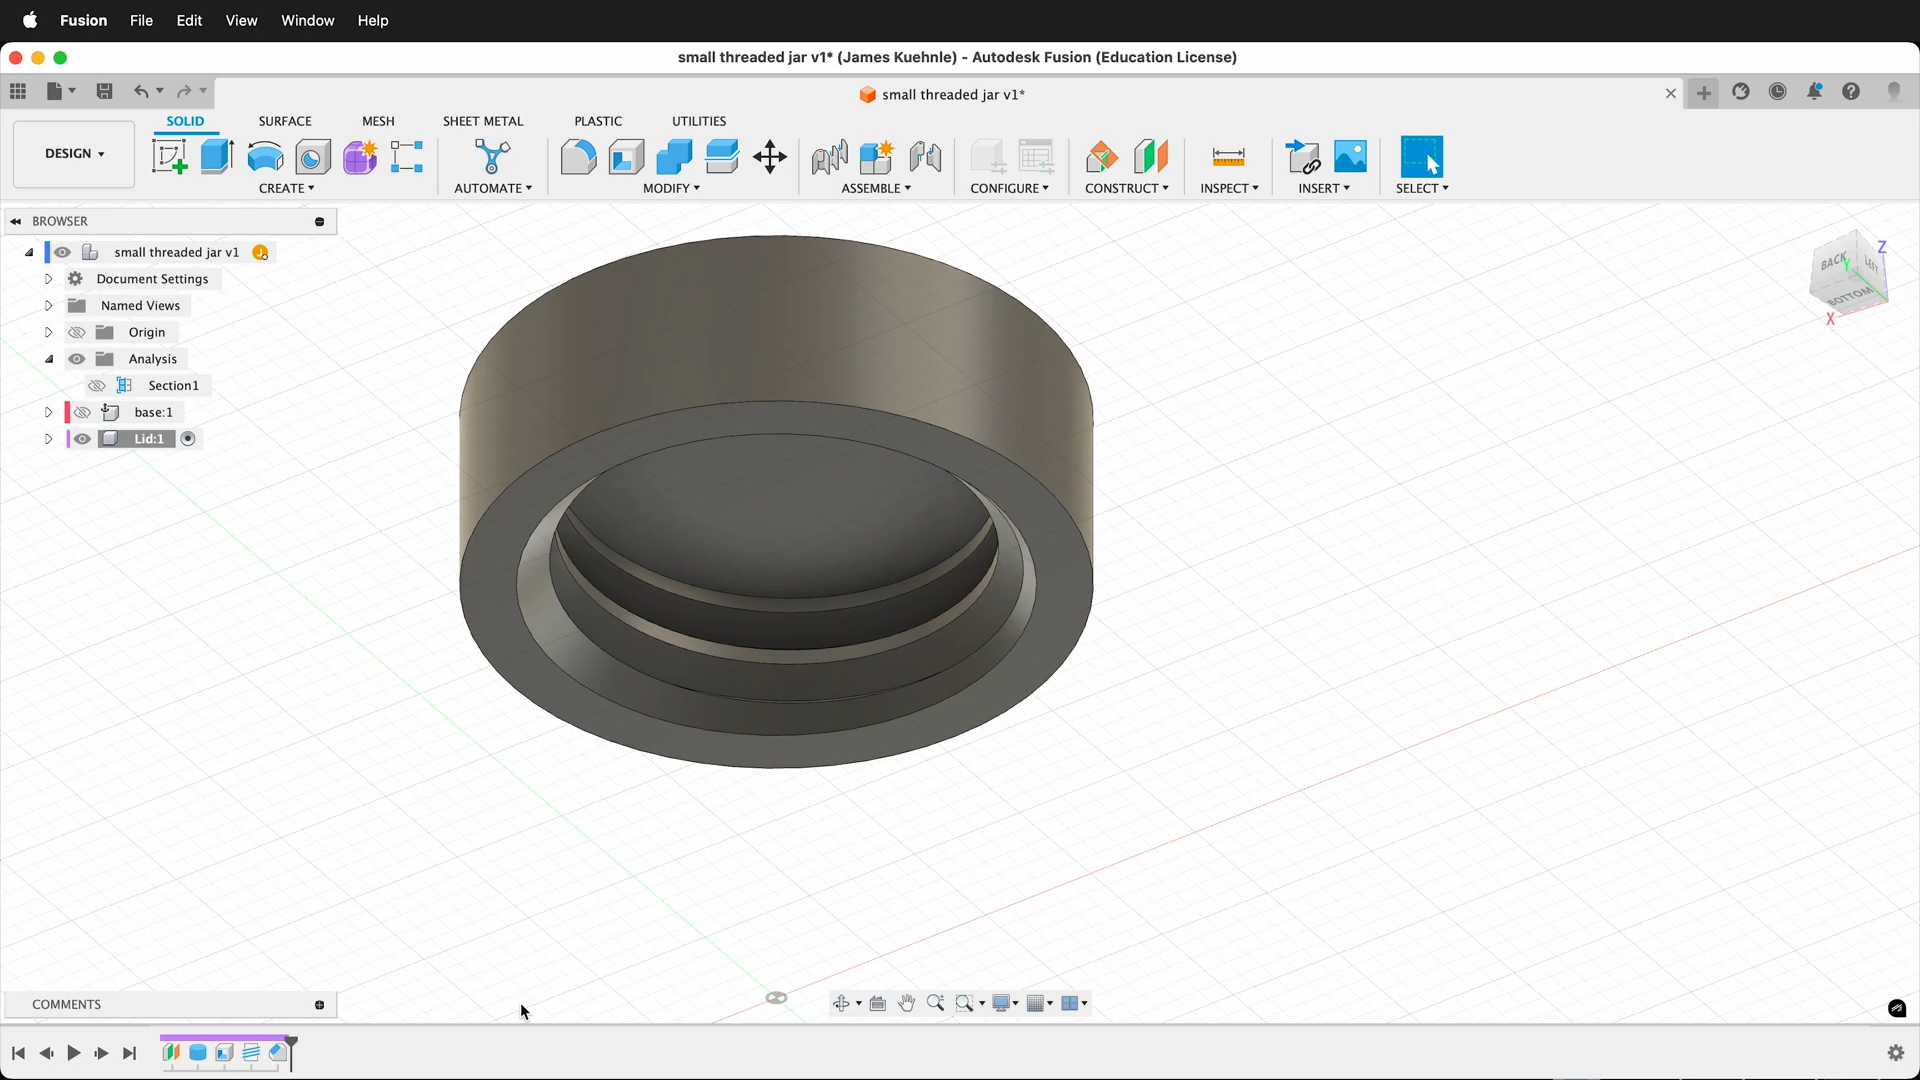 Fusion File Edit View Window Help
small threaded jar v1* (James Kuehnle) - Autodesk Fusion (Education License)
small threaded jar v1*
SOLID SURFACE MESH SHEET METAL PLASTIC UTILITIES
DESIGN
CREATE AUTOMATE MODIFY ASSEMBLE CONFIGURE CONSTRUCT INSPECT INSERT SELECT
BROWSER
small threaded jar v1
Document Settings
Named Views
Origin
Analysis
Section1
base:1
Lid:1
Z
BACK LEFT
Y
BOTTOM
X
COMMENTS